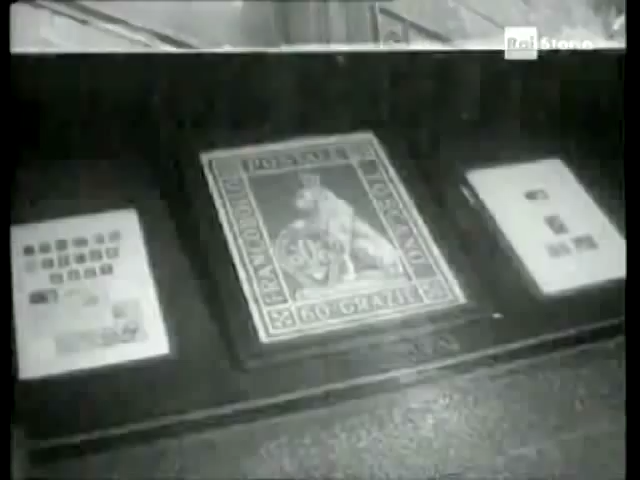 Rai Storia
FRANCOBOLLO
POSTALE
TOSCANO
60 CRAZIE